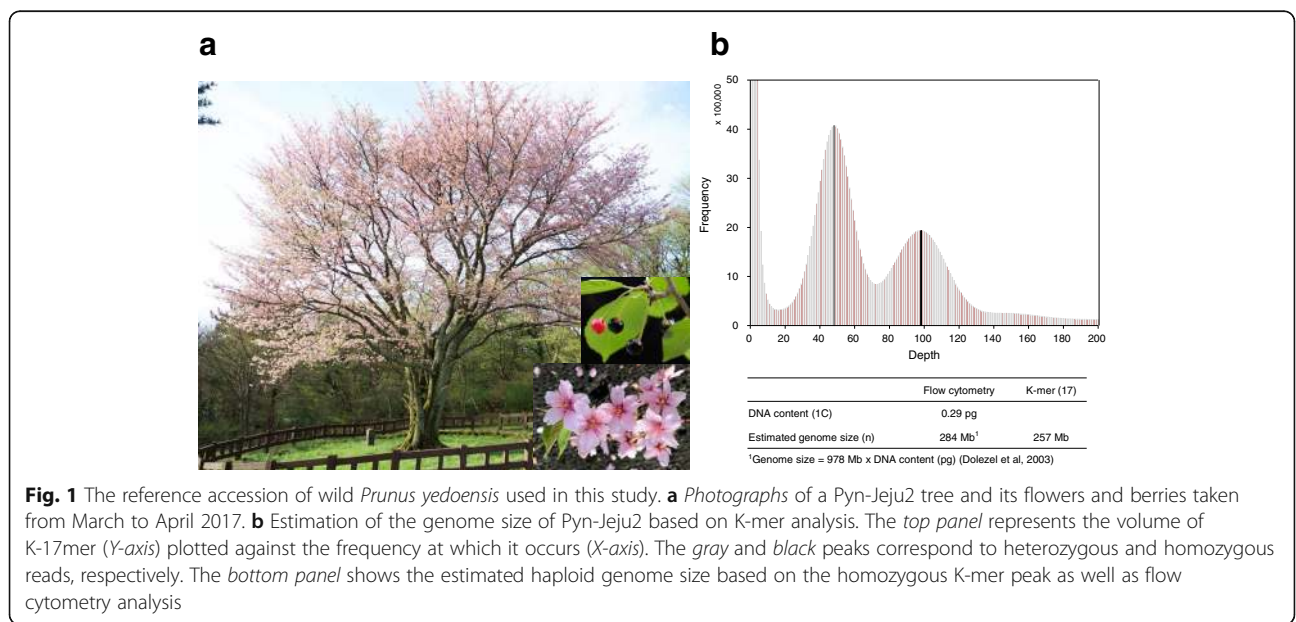 a
b
x 100,000
Frequency
50
40
30
20
10
0
0 20 40 60 80 100 120 140 160 180 200
Depth
Flow cytometry K-mer (17)
DNA content (1C) 0.29 pg
Estimated genome size (n) 284 Mb¹ 257 Mb
¹Genome size = 978 Mb x DNA content (pg) (Dolezel et al, 2003)
Fig. 1 The reference accession of wild Prunus yedoensis used in this study. a Photographs of a Pyn-Jeju2 tree and its flowers and berries taken
from March to April 2017. b Estimation of the genome size of Pyn-Jeju2 based on K-mer analysis. The top panel represents the volume of
K-17mer (Y-axis) plotted against the frequency at which it occurs (X-axis). The gray and black peaks correspond to heterozygous and homozygous
reads, respectively. The bottom panel shows the estimated haploid genome size based on the homozygous K-mer peak as well as flow
cytometry analysis